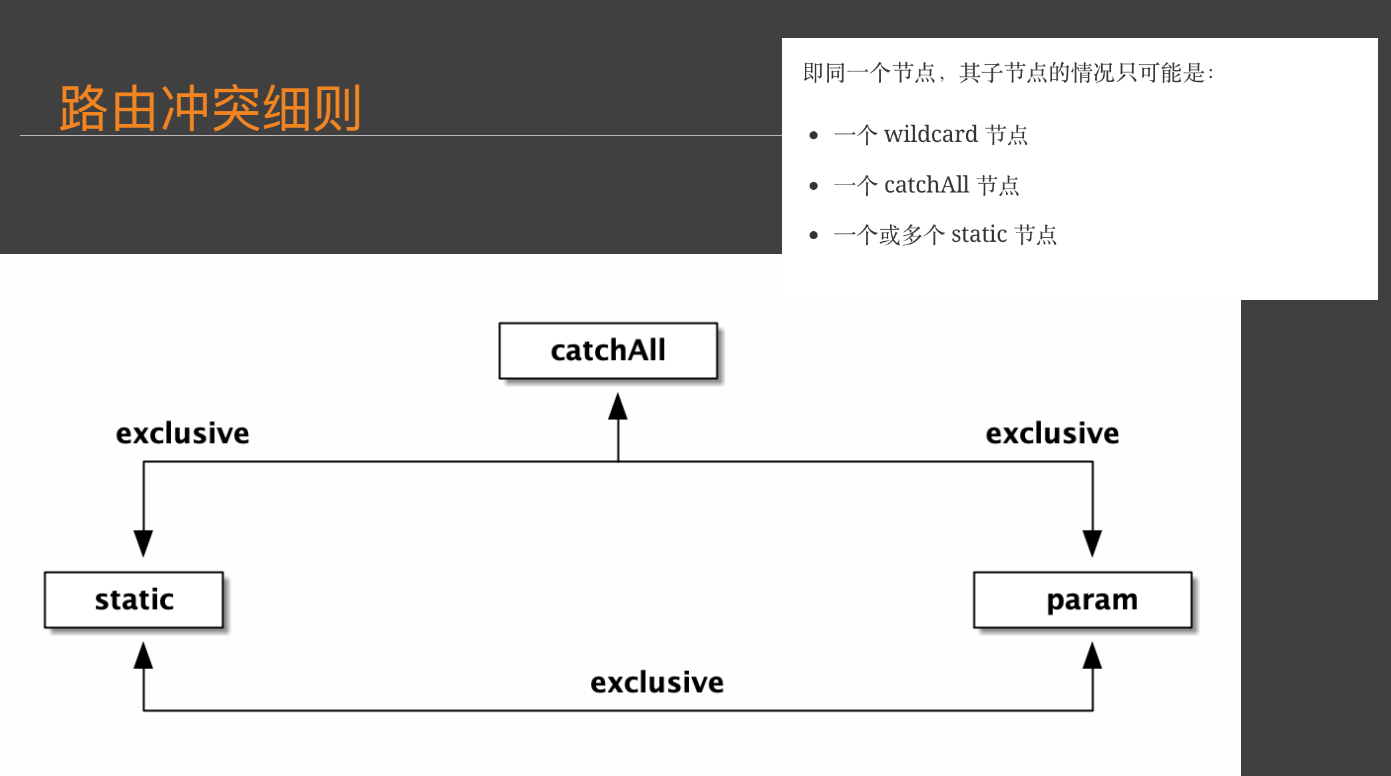 路由冲突细则
即同一个节点，其子节点的情况只可能是：
• 一个 wildcard 节点
• 一个 catchAll 节点
• 一个或多个 static 节点
catchAll
exclusive
exclusive
static
param
exclusive